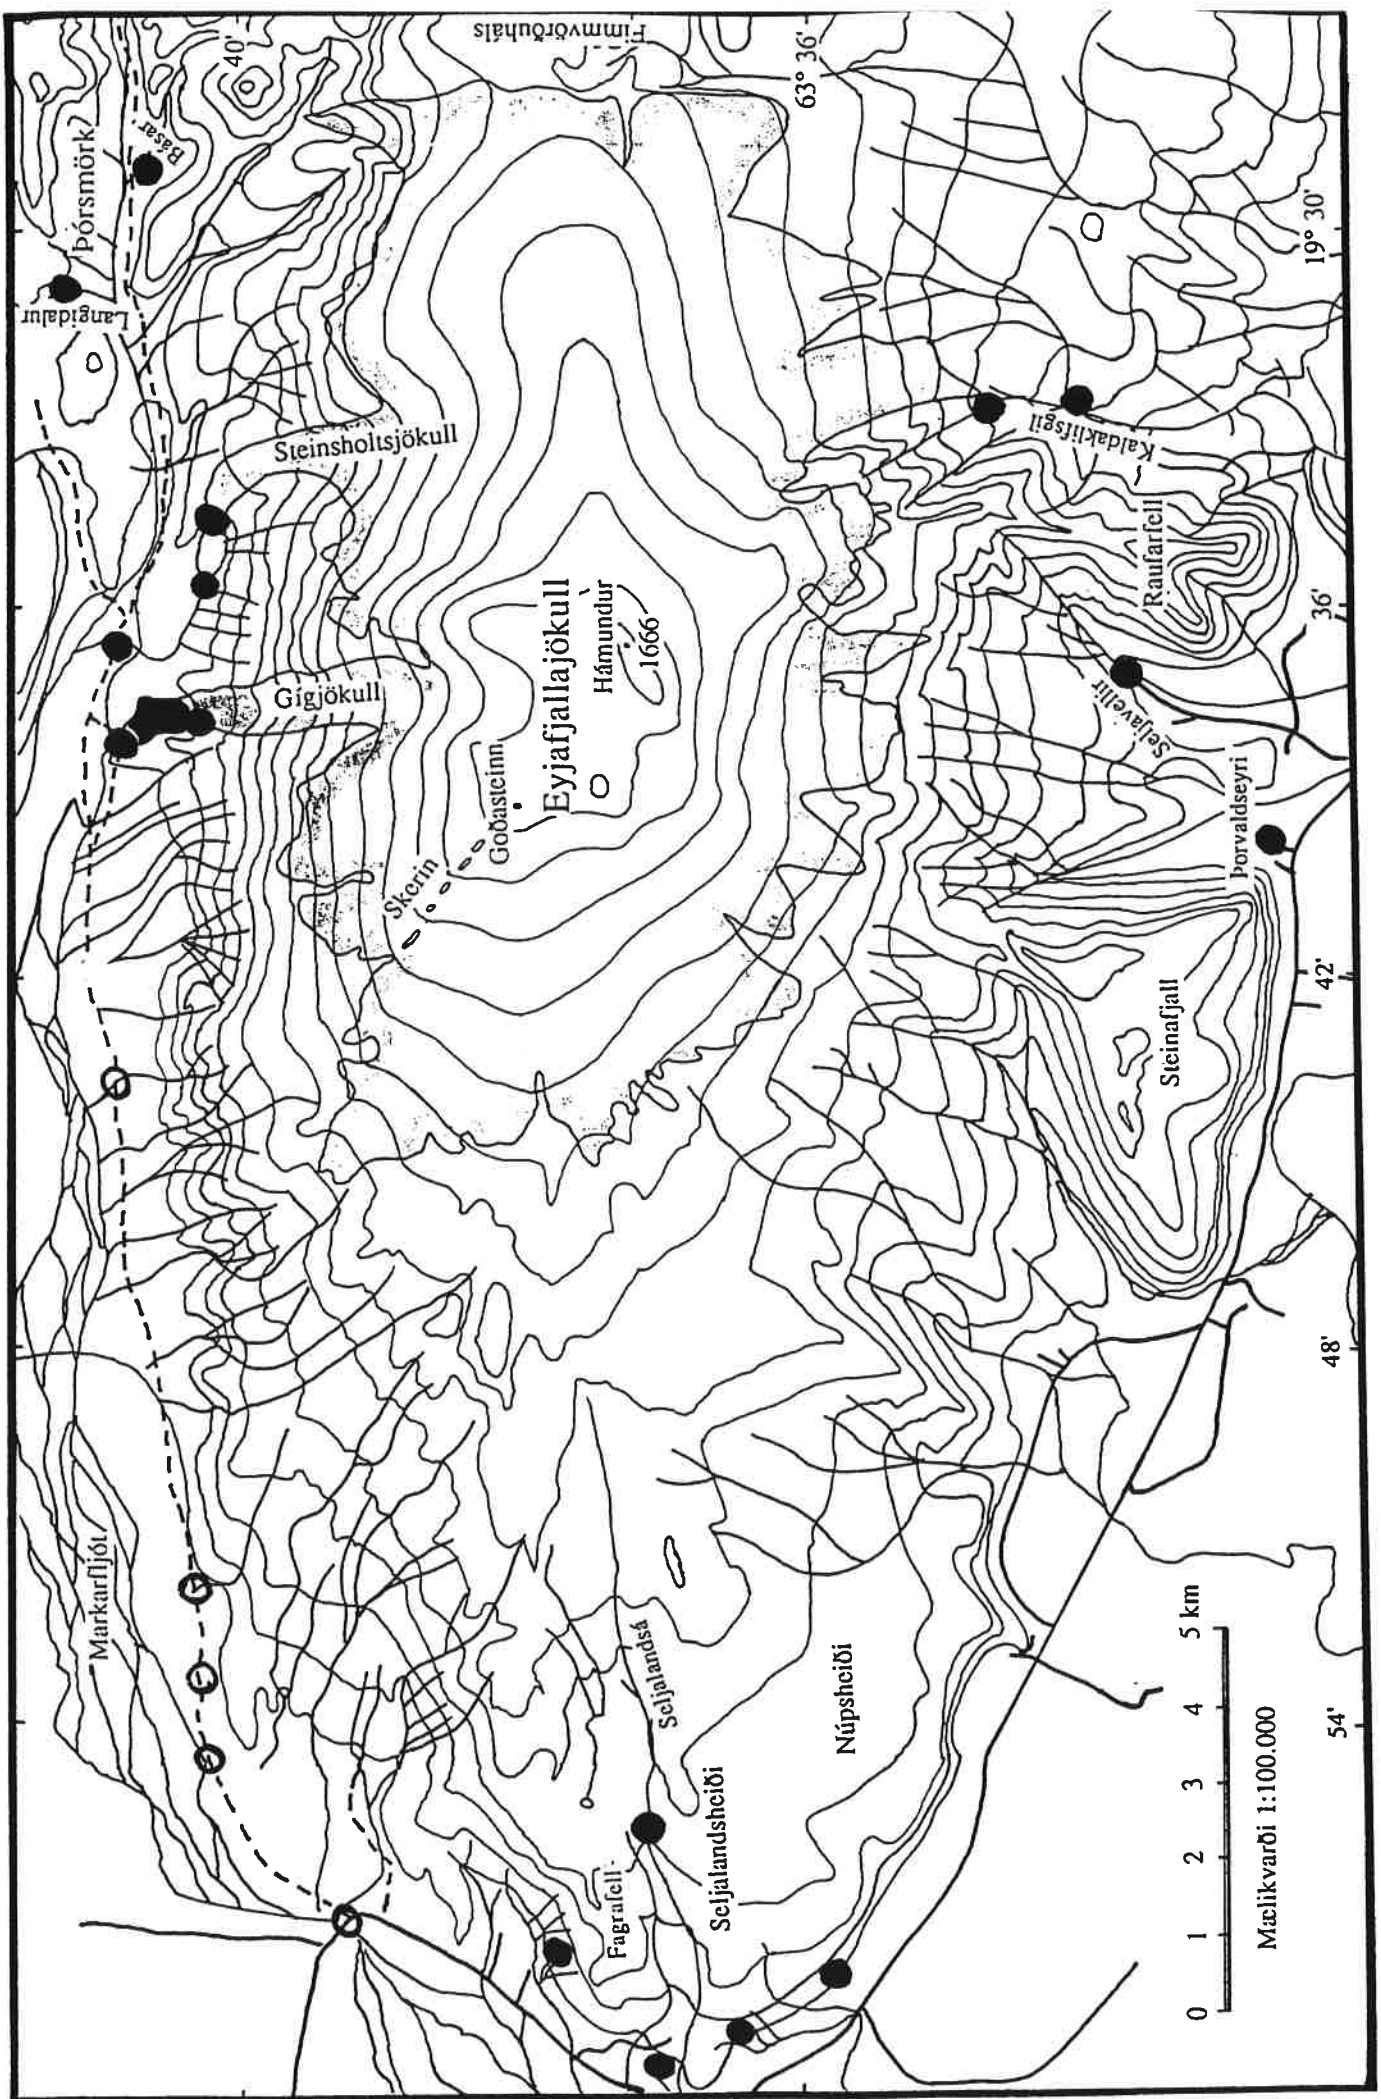 Markarfljót
Langidalur
Þórsmörk
Básar
40'
Fimmvörðuháls
Gígjökull
Steinsholtsjökull
Skerin
Goðasteinn
Eyjafjallajökull
Hámundur
1666
63° 36'
Fagrafell
Seljalandsá
Seljalandsheiði
Núpsheiði
Steinafjall
Þorvaldseyri
Seljavellir
Raufarfell
Kaldaklifsgil
54'
48'
42'
36'
19° 30'
0 1 2 3 4 5 km
Mælikvarði 1:100.000